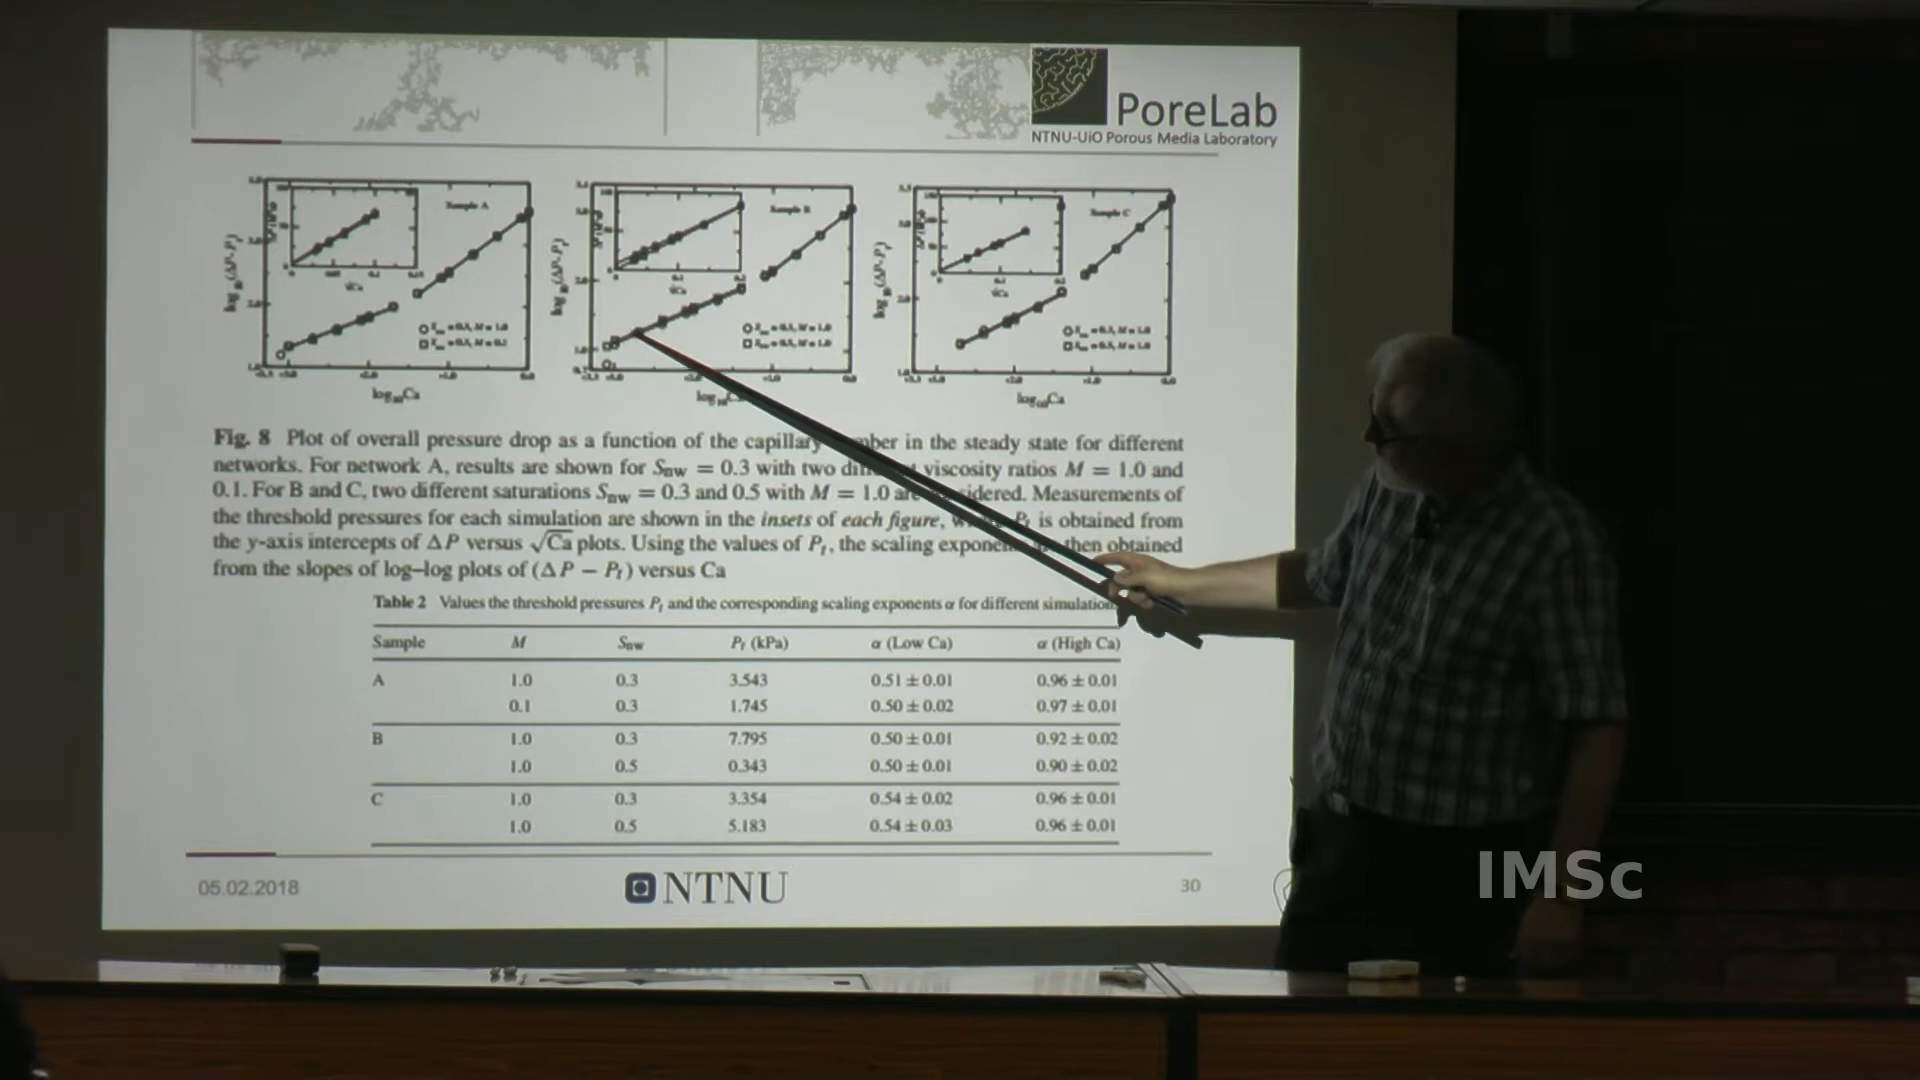 PoreLab
NTNU-UiO Porous Media Laboratory
Sample A
Sample B
Sample C
log₁₀(ΔP-Pₜ)
log₁₀(ΔP-Pₜ)
log₁₀(ΔP-Pₜ)
log₁₀Ca
log₁₀Ca
Fig. 8 Plot of overall pressure drop as a function of the capillary in the steady state for different
networks. For network A, results are shown for Snw = 0.3 with two viscosity ratios M = 1.0 and
0.1. For B and C, two different saturations Snw = 0.3 and 0.5 with M = 1.0 Measurements of
the threshold pressures for each simulation are shown in the insets of each figure, Pₜ is obtained from
the y-axis intercepts of ΔP versus √Ca plots. Using the values of Pₜ, the scaling then obtained
from the slopes of log–log plots of (ΔP − Pₜ) versus Ca
Table 2 Values the threshold pressures Pₜ and the corresponding scaling exponents α for different
Sample M Snw Pₜ (kPa) α (Low Ca) α (High Ca)
A 1.0 0.3 3.543 0.51 ± 0.01 0.96 ± 0.01
0.1 0.3 1.745 0.50 ± 0.02 0.97 ± 0.01
B 1.0 0.3 7.795 0.50 ± 0.01 0.92 ± 0.02
1.0 0.5 0.343 0.50 ± 0.01 0.90 ± 0.02
C 1.0 0.3 3.354 0.54 ± 0.02 0.96 ± 0.01
1.0 0.5 5.183 0.54 ± 0.03 0.96 ± 0.01
05.02.2018 NTNU 30
IMSc